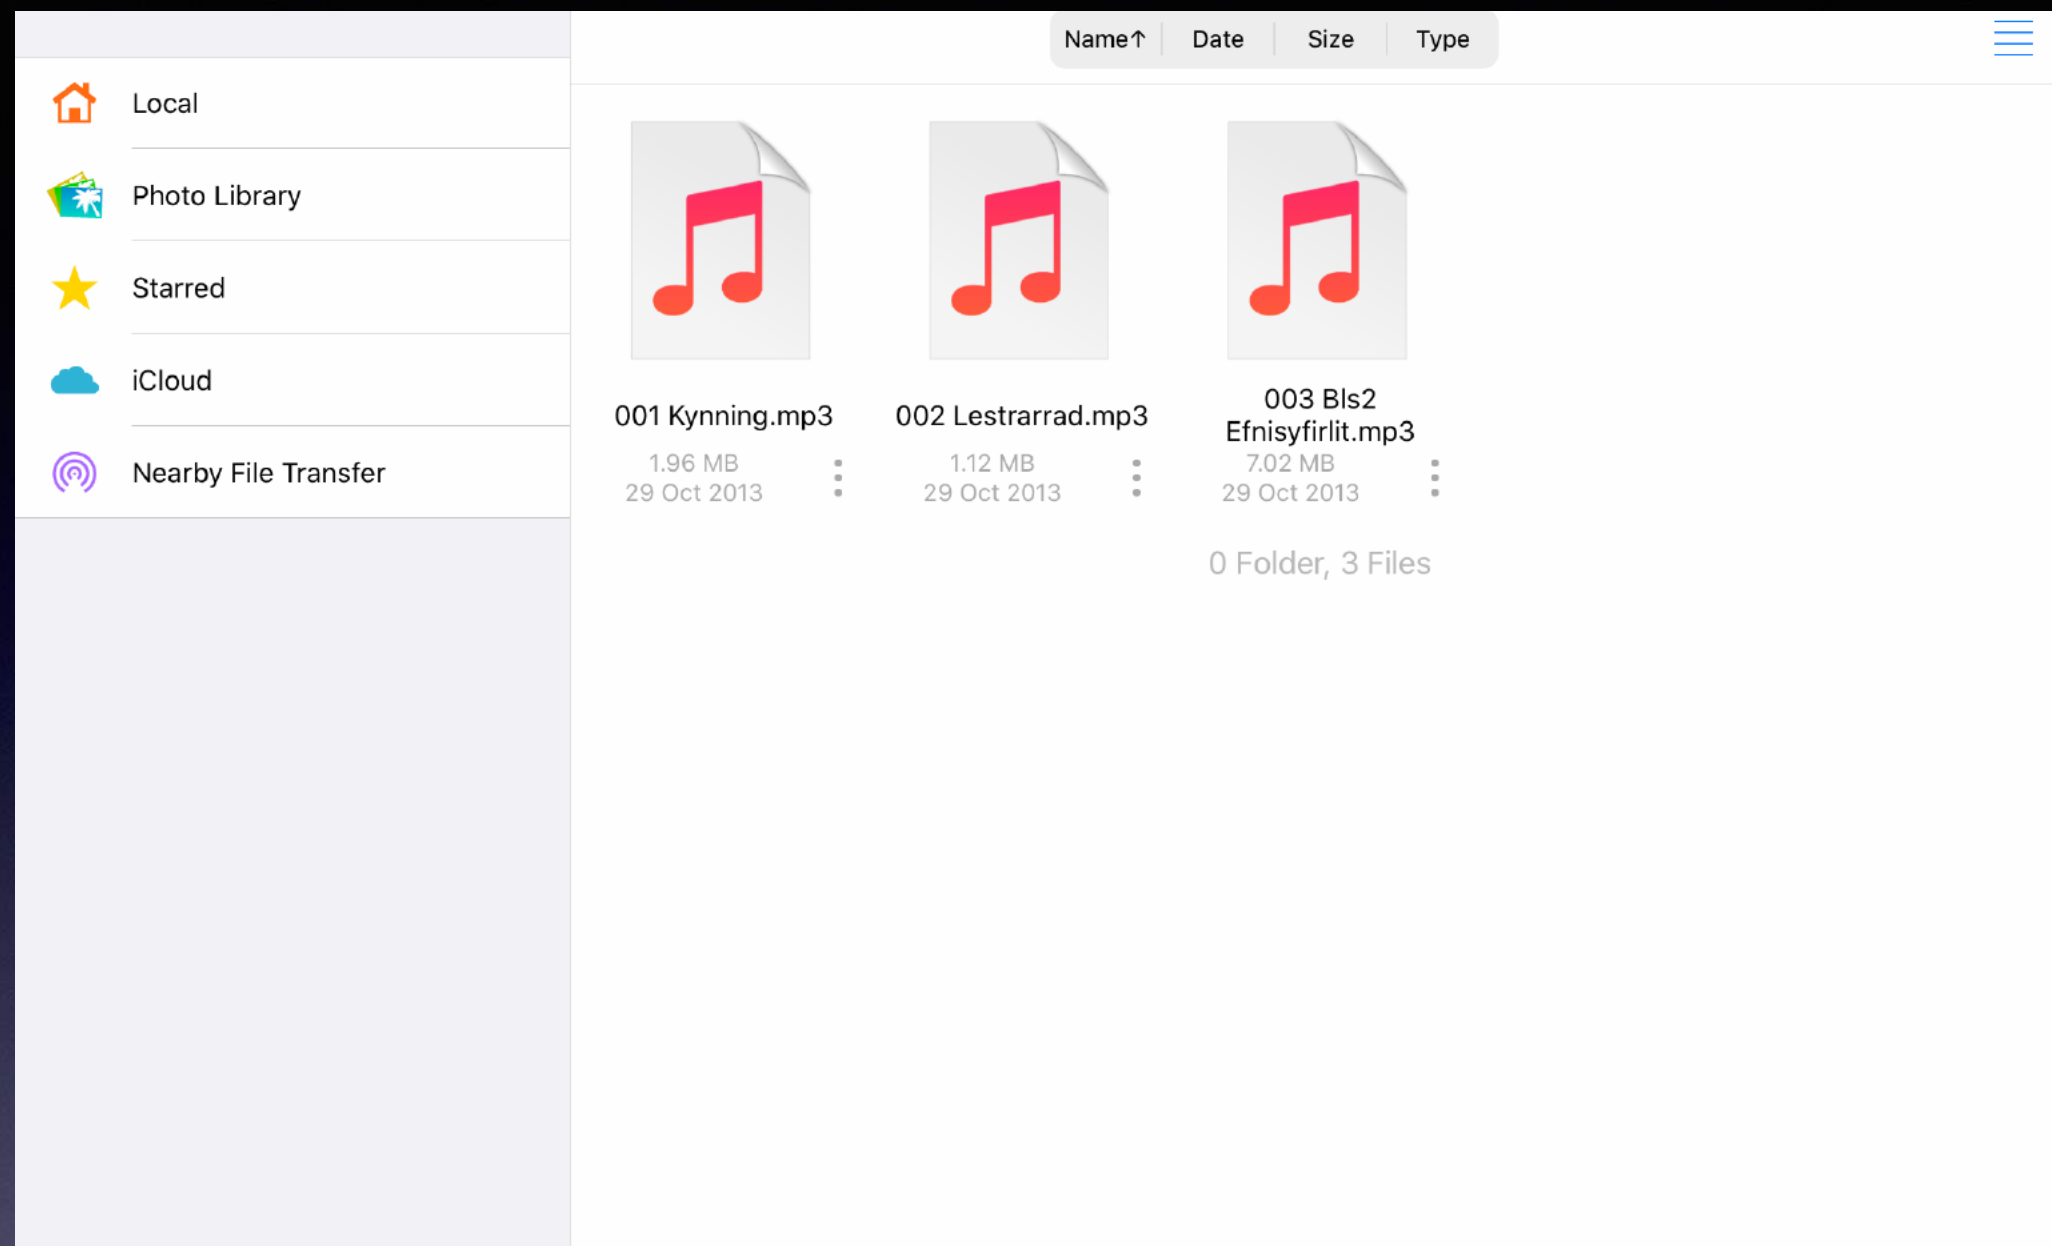 Name↑ Date Size Type
Local
Photo Library
Starred
iCloud
Nearby File Transfer
001 Kynning.mp3
1.96 MB
29 Oct 2013
002 Lestrarrad.mp3
1.12 MB
29 Oct 2013
003 Bls2
Efnisyfirlit.mp3
7.02 MB
29 Oct 2013
0 Folder, 3 Files